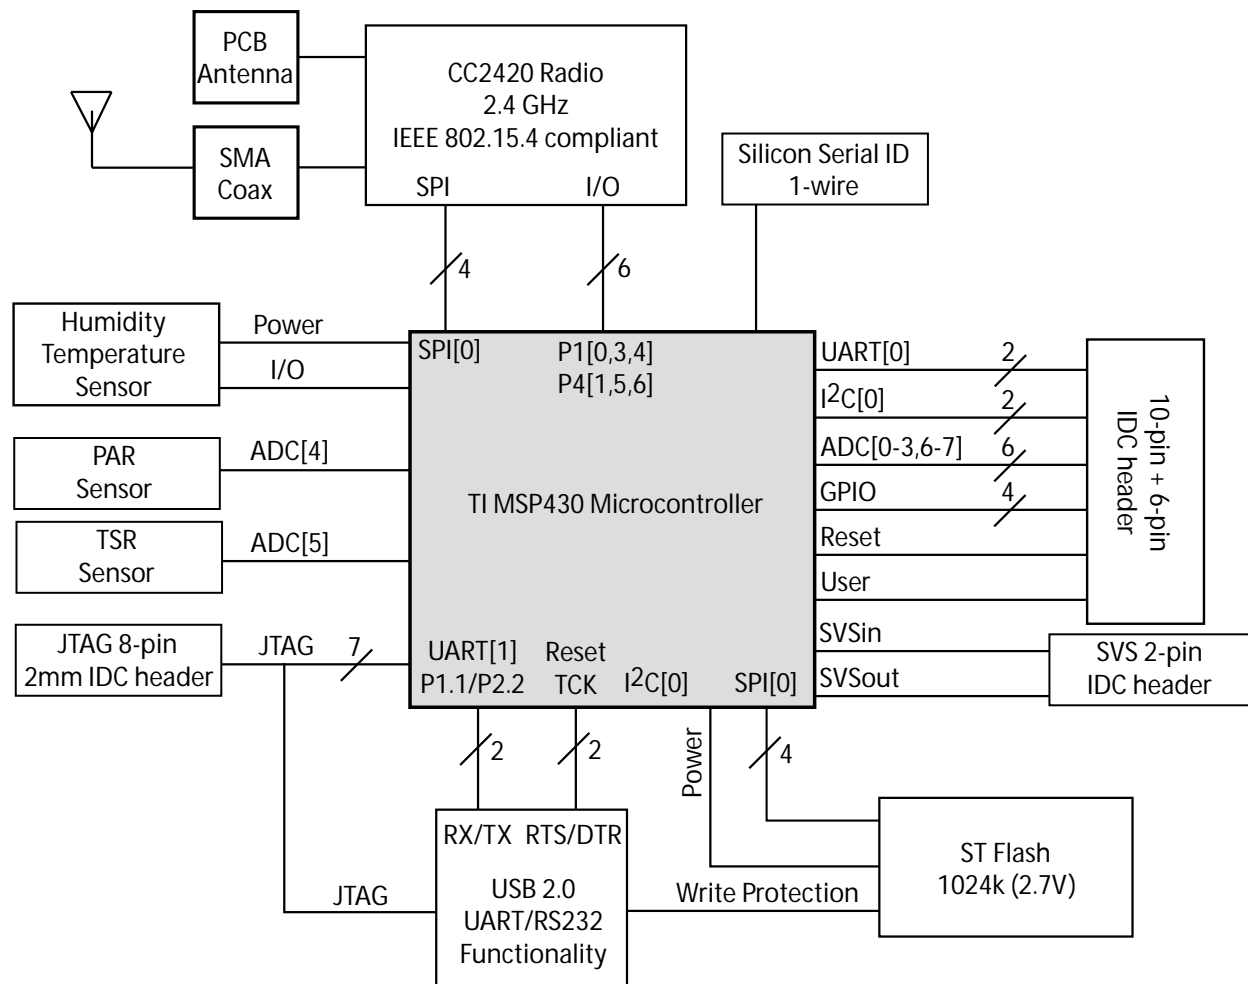 PCB
Antenna
CC2420 Radio
2.4 GHz
IEEE 802.15.4 compliant
SPI
I/O
SMA
Coax
Silicon Serial ID
1-wire
4
6
Humidity
Temperature
Sensor
Power
I/O
PAR
Sensor
ADC[4]
TSR
Sensor
ADC[5]
JTAG 8-pin
2mm IDC header
JTAG
7
SPI[0]
P1[0,3,4]
P4[1,5,6]
TI MSP430 Microcontroller
UART[1]
P1.1/P2.2
Reset
TCK
I2C[0]
SPI[0]
UART[0]
2
I2C[0]
2
ADC[0-3,6-7]
6
GPIO
4
Reset
User
10-pin + 6-pin
IDC header
SVSin
SVSout
SVS 2-pin
IDC header
2
2
Power
4
RX/TX
RTS/DTR
USB 2.0
UART/RS232
Functionality
JTAG
Write Protection
ST Flash
1024k (2.7V)